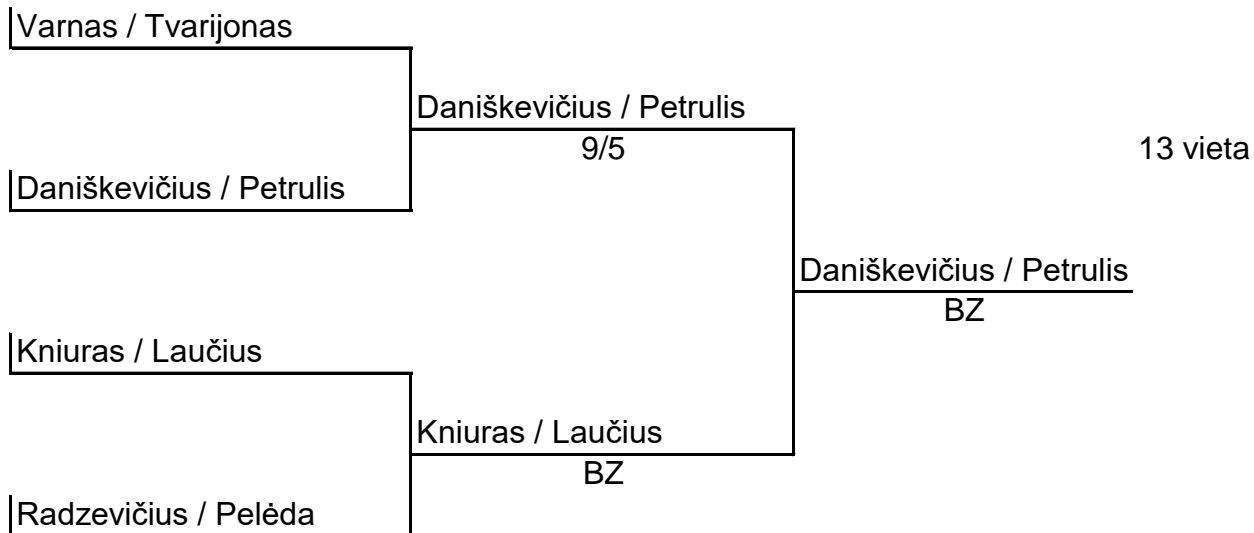 Varnas / Tvarijonas
Daniškevičius / Petrulis
9/5
13 vieta
Daniškevičius / Petrulis
Daniškevičius / Petrulis
BZ
Kniuras / Laučius
Kniuras / Laučius
BZ
Radzevičius / Pelėda